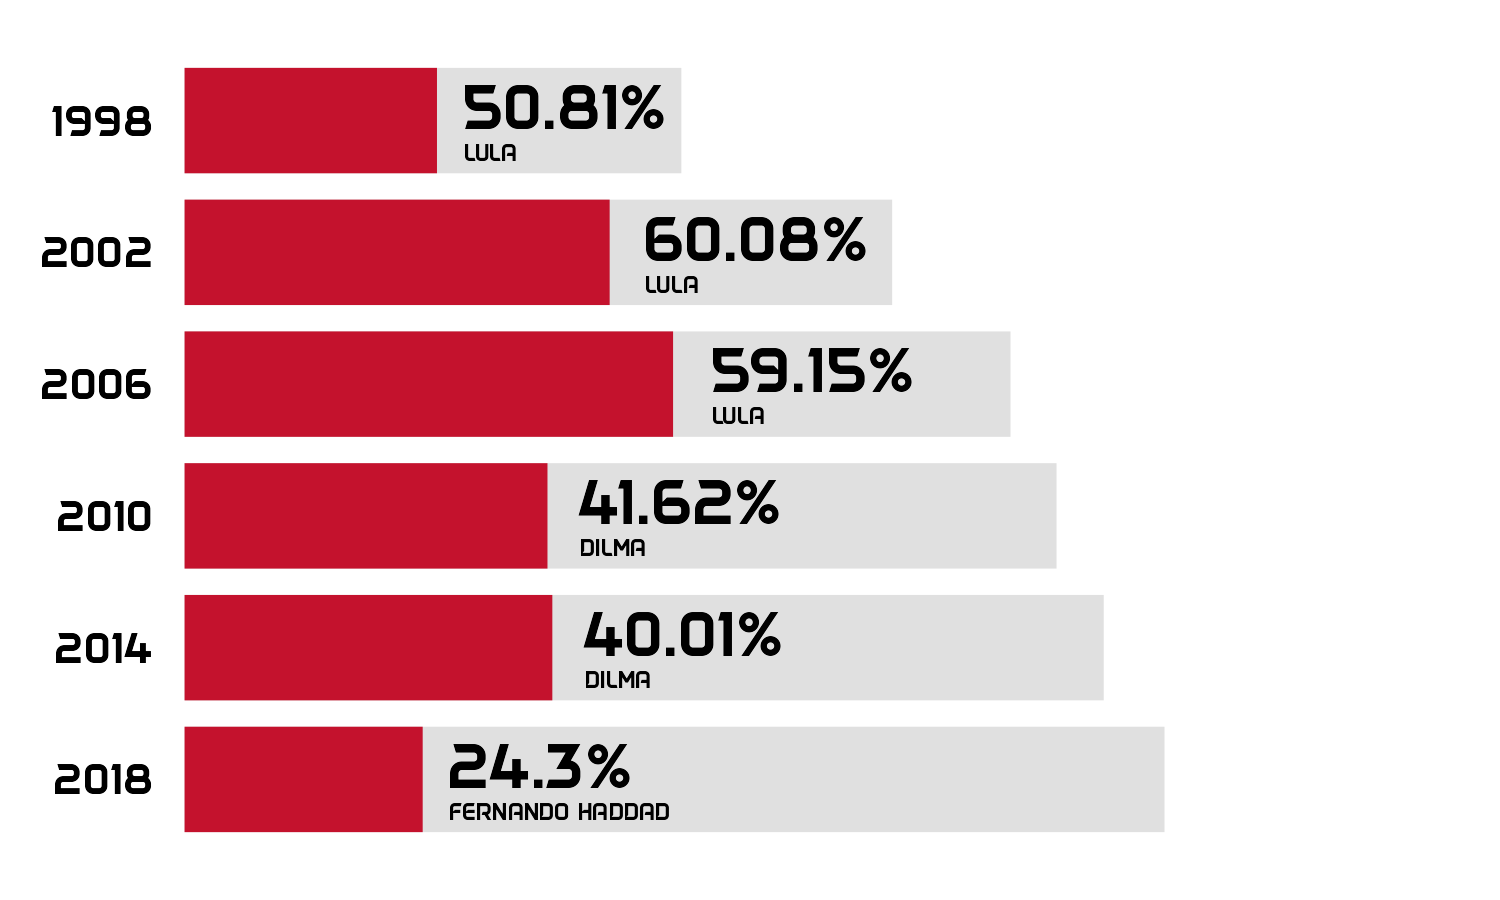 1998
50.81%
LULA
2002
60.08%
LULA
2006
59.15%
LULA
2010
41.62%
DILMA
2014
40.01%
DILMA
2018
24.3%
FERNANDO HADDAD